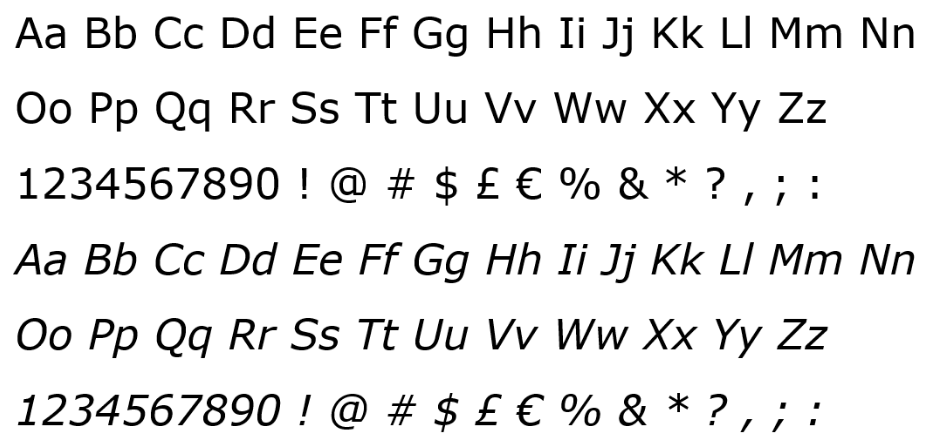 Aa Bb Cc Dd Ee Ff Gg Hh Ii Jj Kk Ll Mm Nn
Oo Pp Qq Rr Ss Tt Uu Vv Ww Xx Yy Zz
1234567890 ! @ # $ £ € % & * ? , ; :
Aa Bb Cc Dd Ee Ff Gg Hh Ii Jj Kk Ll Mm Nn
Oo Pp Qq Rr Ss Tt Uu Vv Ww Xx Yy Zz
1234567890 ! @ # $ £ € % & * ? , ; :